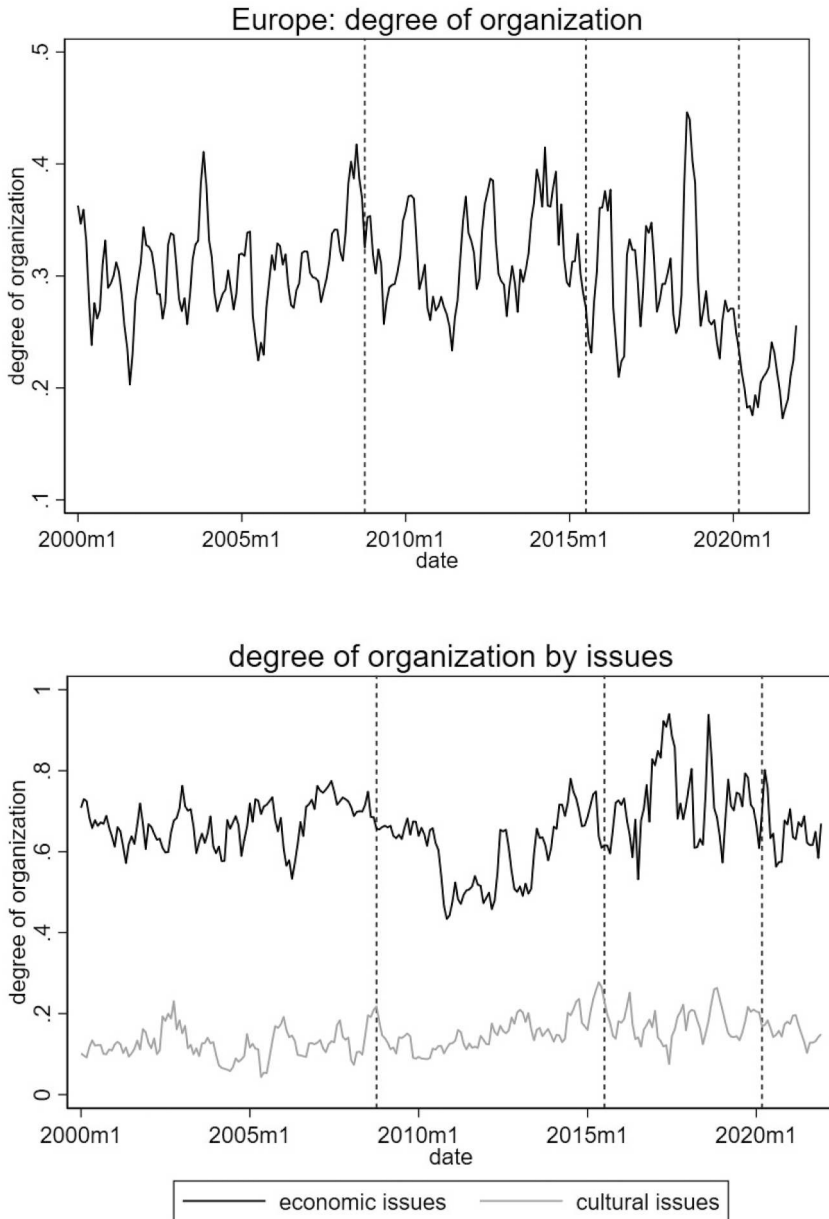 Europe: degree of organization
degree of organization
.5
.4
.3
.2
.1
2000m1 2005m1 2010m1 2015m1 2020m1
date
degree of organization by issues
degree of organization
1
.8
.6
.4
.2
0
2000m1 2005m1 2010m1 2015m1 2020m1
date
economic issues cultural issues